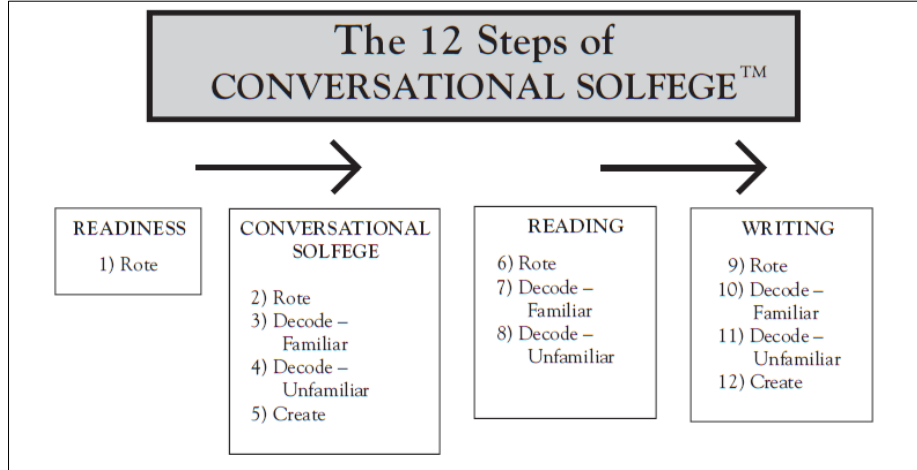 The 12 Steps of
CONVERSATIONAL SOLFEGE™
READINESS
1) Rote
CONVERSATIONAL
SOLFEGE
2) Rote
3) Decode –
Familiar
4) Decode –
Unfamiliar
5) Create
READING
6) Rote
7) Decode –
Familiar
8) Decode –
Unfamiliar
WRITING
9) Rote
10) Decode –
Familiar
11) Decode –
Unfamiliar
12) Create